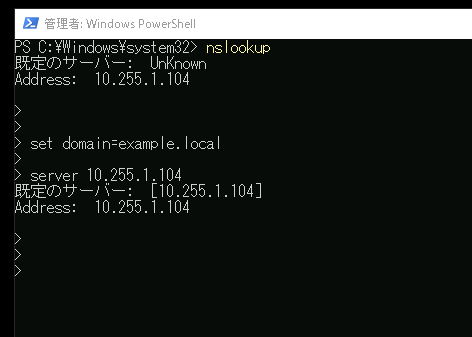 管理者: Windows PowerShell
PS C:¥Windows¥system32> nslookup
既定のサーバー:  UnKnown
Address:  10.255.1.104
>
>
> set domain=example.local
>
> server 10.255.1.104
既定のサーバー:  [10.255.1.104]
Address:  10.255.1.104
>
>
>